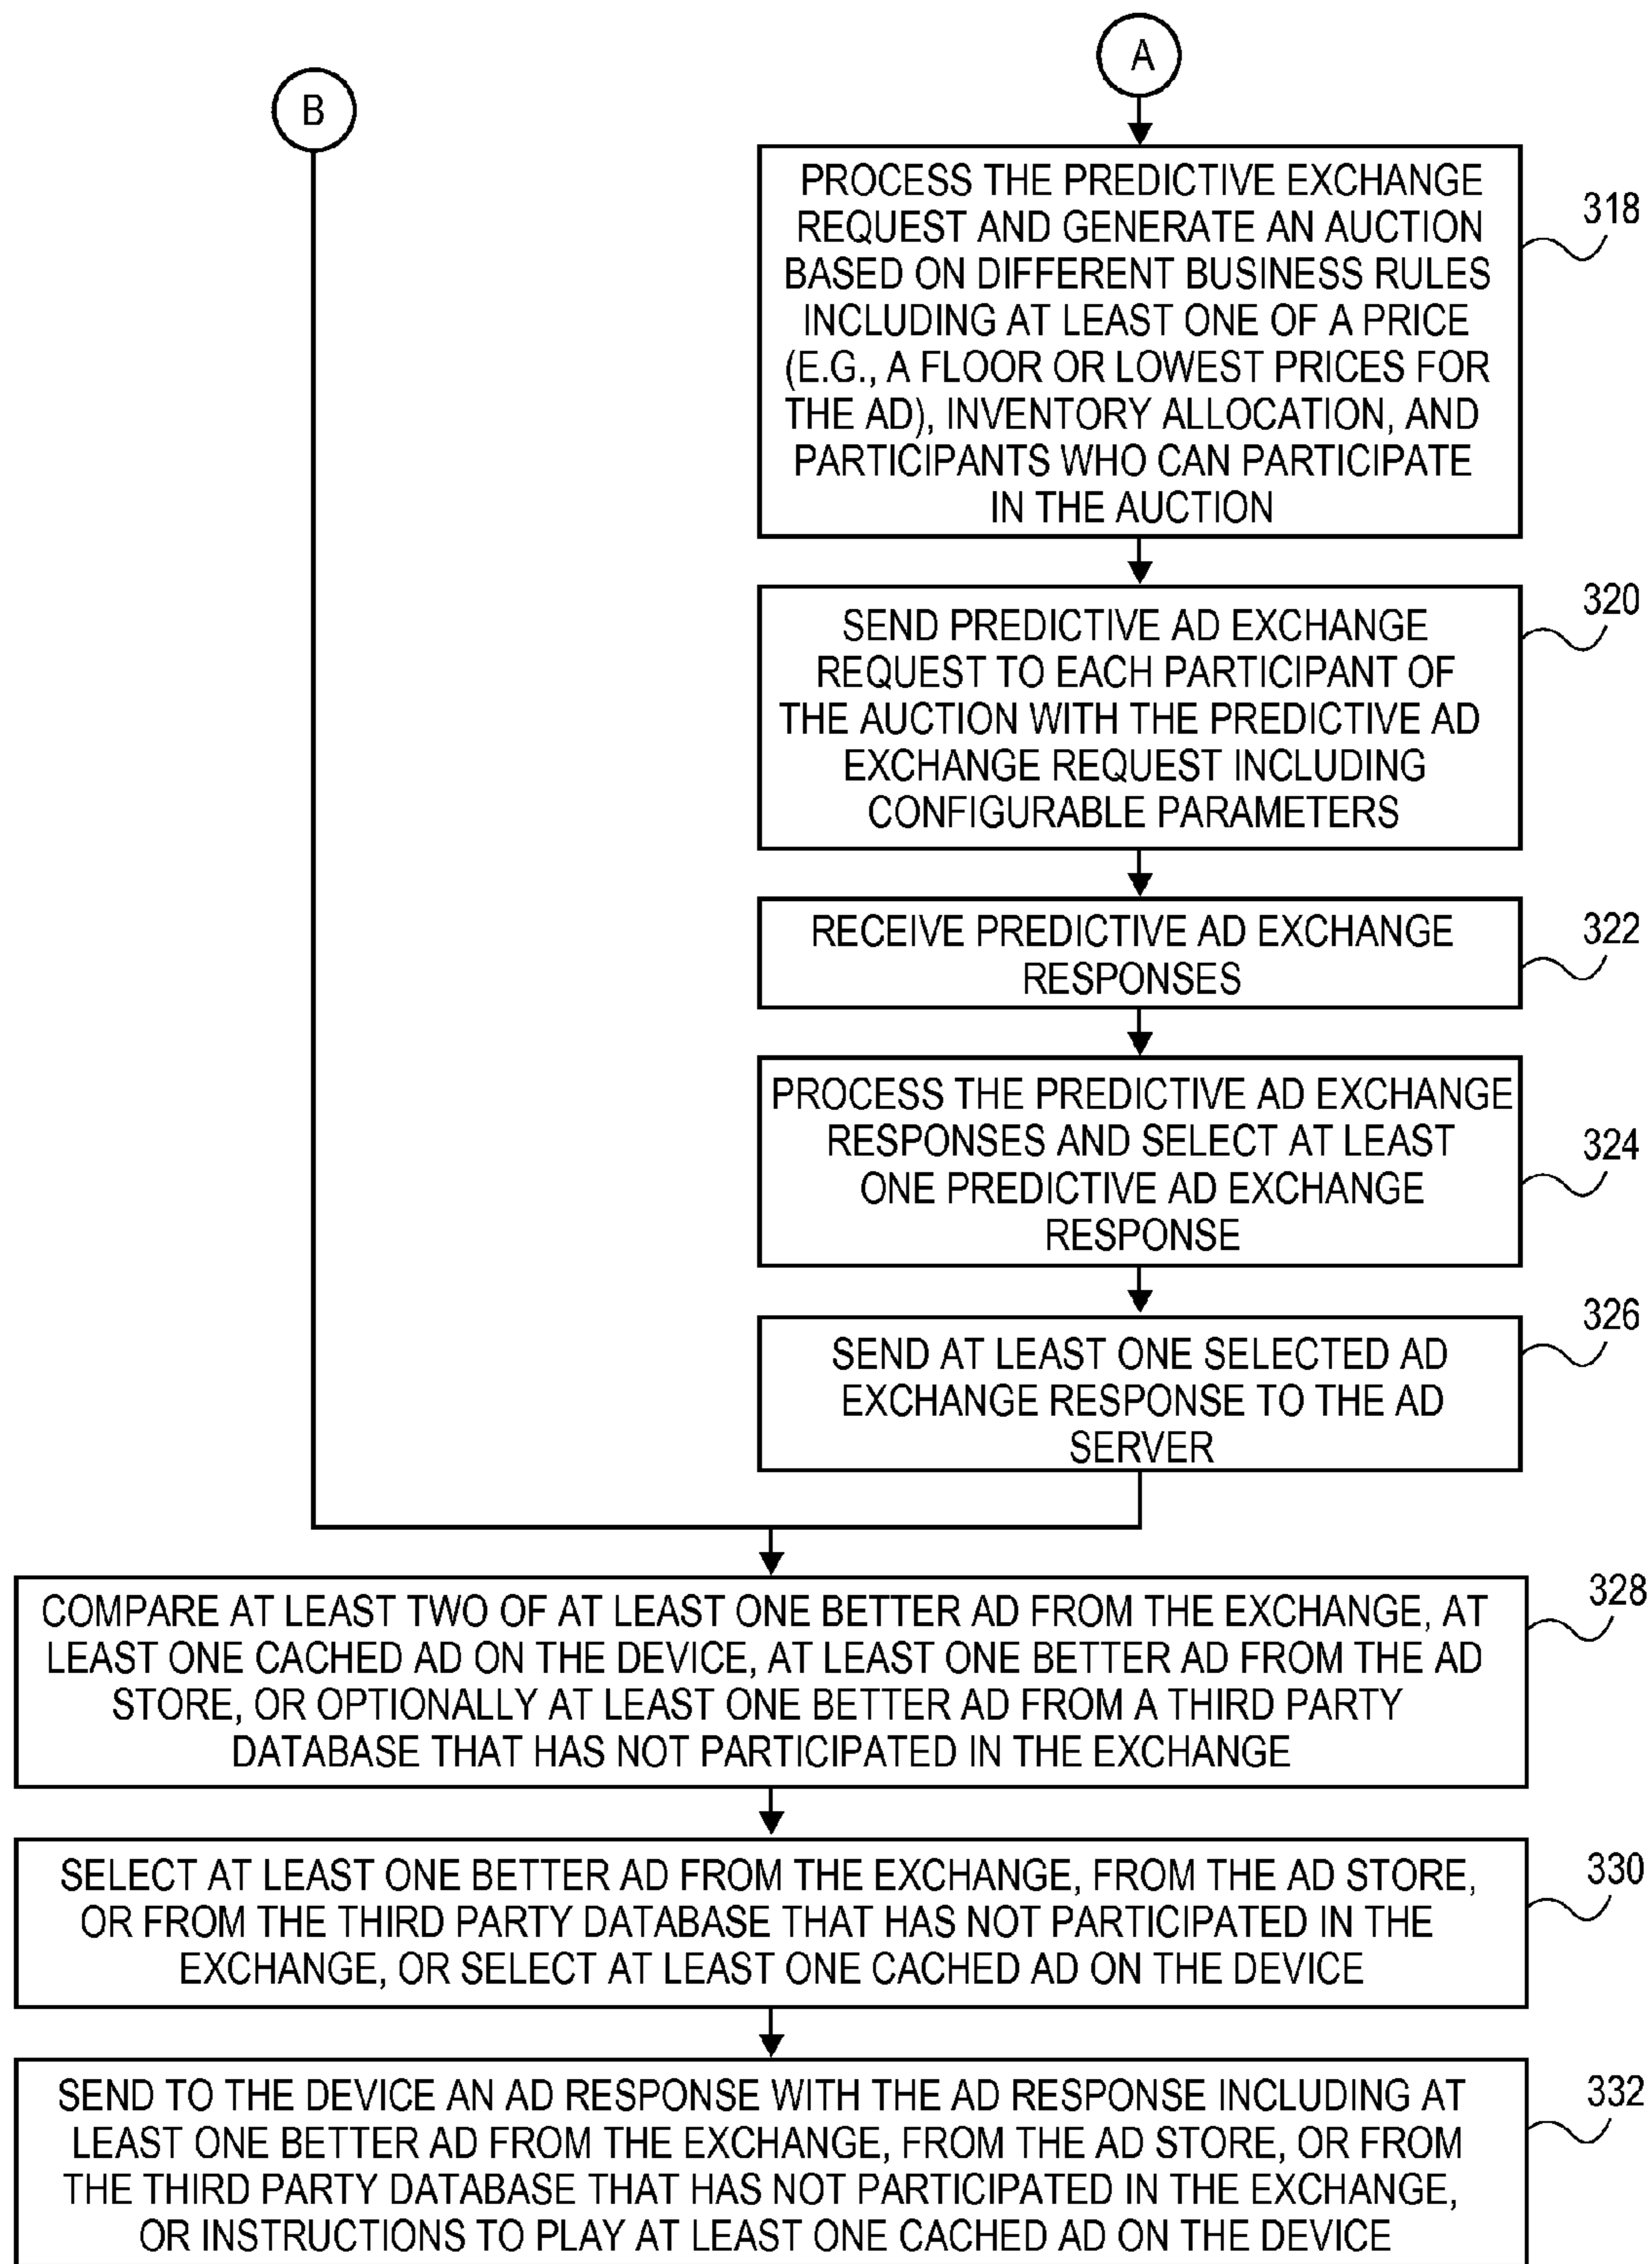 A
B
PROCESS THE PREDICTIVE EXCHANGE
REQUEST AND GENERATE AN AUCTION
BASED ON DIFFERENT BUSINESS RULES
INCLUDING AT LEAST ONE OF A PRICE
(E.G., A FLOOR OR LOWEST PRICES FOR
THE AD), INVENTORY ALLOCATION, AND
PARTICIPANTS WHO CAN PARTICIPATE
IN THE AUCTION
318
SEND PREDICTIVE AD EXCHANGE
REQUEST TO EACH PARTICIPANT OF
THE AUCTION WITH THE PREDICTIVE AD
EXCHANGE REQUEST INCLUDING
CONFIGURABLE PARAMETERS
320
RECEIVE PREDICTIVE AD EXCHANGE
RESPONSES
322
PROCESS THE PREDICTIVE AD EXCHANGE
RESPONSES AND SELECT AT LEAST
ONE PREDICTIVE AD EXCHANGE
RESPONSE
324
SEND AT LEAST ONE SELECTED AD
EXCHANGE RESPONSE TO THE AD
SERVER
326
COMPARE AT LEAST TWO OF AT LEAST ONE BETTER AD FROM THE EXCHANGE, AT
LEAST ONE CACHED AD ON THE DEVICE, AT LEAST ONE BETTER AD FROM THE AD
STORE, OR OPTIONALLY AT LEAST ONE BETTER AD FROM A THIRD PARTY
DATABASE THAT HAS NOT PARTICIPATED IN THE EXCHANGE
328
SELECT AT LEAST ONE BETTER AD FROM THE EXCHANGE, FROM THE AD STORE,
OR FROM THE THIRD PARTY DATABASE THAT HAS NOT PARTICIPATED IN THE
EXCHANGE, OR SELECT AT LEAST ONE CACHED AD ON THE DEVICE
330
SEND TO THE DEVICE AN AD RESPONSE WITH THE AD RESPONSE INCLUDING AT
LEAST ONE BETTER AD FROM THE EXCHANGE, FROM THE AD STORE, OR FROM
THE THIRD PARTY DATABASE THAT HAS NOT PARTICIPATED IN THE EXCHANGE,
OR INSTRUCTIONS TO PLAY AT LEAST ONE CACHED AD ON THE DEVICE
332